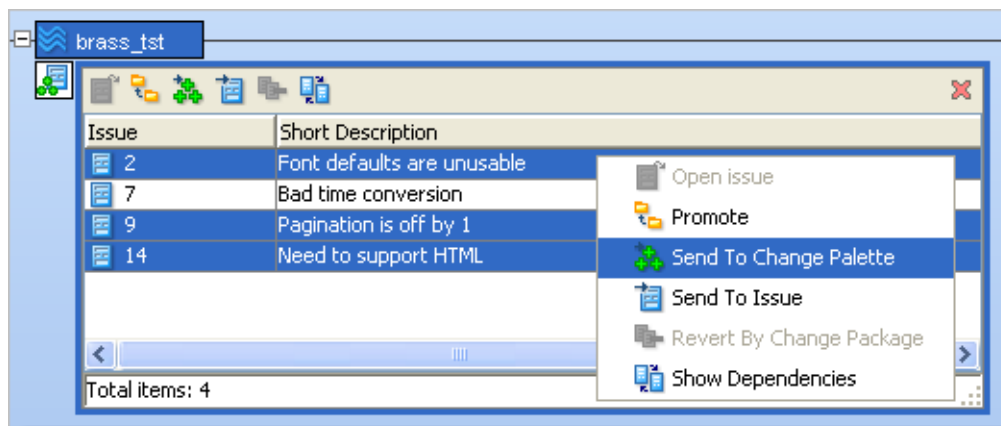 brass_tst
Issue Short Description
2 Font defaults are unusable
7 Bad time conversion
9 Pagination is off by 1
14 Need to support HTML
Total items: 4
Open issue
Promote
Send To Change Palette
Send To Issue
Revert By Change Package
Show Dependencies